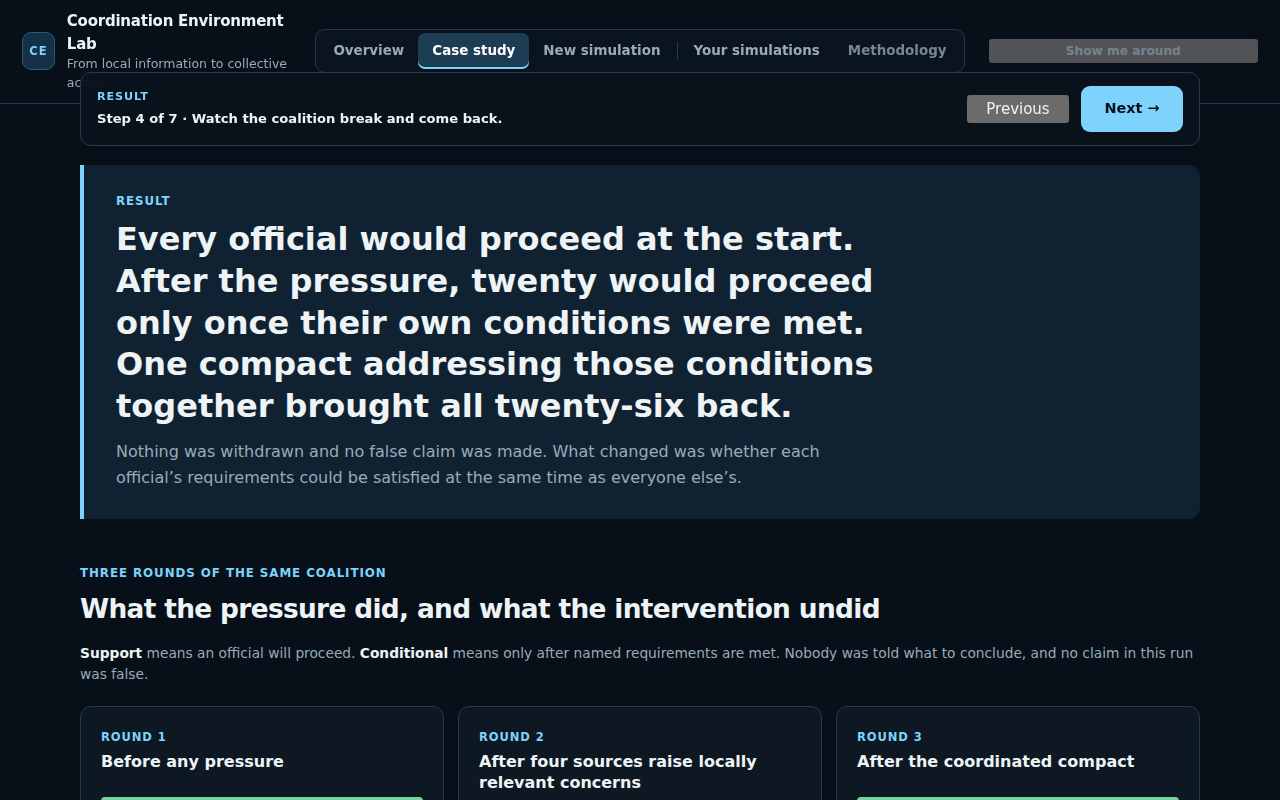 CE
Coordination Environment
Lab
From local information to collective
Overview
Case study
New simulation
Your simulations
Methodology
Show me around
RESULT
Step 4 of 7 · Watch the coalition break and come back.
Previous
Next →
RESULT
Every official would proceed at the start.
After the pressure, twenty would proceed
only once their own conditions were met.
One compact addressing those conditions
together brought all twenty-six back.
Nothing was withdrawn and no false claim was made. What changed was whether each
official’s requirements could be satisfied at the same time as everyone else’s.
THREE ROUNDS OF THE SAME COALITION
What the pressure did, and what the intervention undid
Support means an official will proceed. Conditional means only after named requirements are met. Nobody was told what to conclude, and no claim in this run
was false.
ROUND 1
Before any pressure
ROUND 2
After four sources raise locally
relevant concerns
ROUND 3
After the coordinated compact